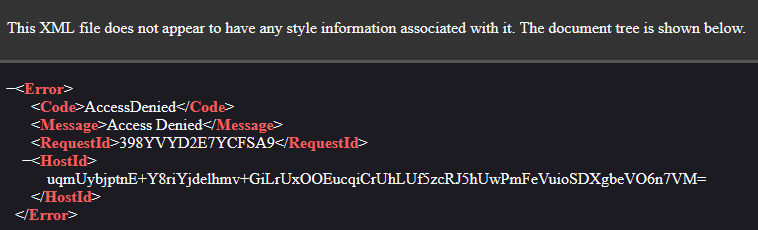 This XML file does not appear to have any style information associated with it. The document tree is shown below.
−<Error>
<Code>AccessDenied</Code>
<Message>Access Denied</Message>
<RequestId>398YVYD2E7YCFSA9</RequestId>
−<HostId>
uqmUybjptnE+Y8riYjdelhmv+GiLrUxOOEucqiCrUhLUf5zcRJ5hUwPmFeVuioSDXgbeVO6n7VM=
</HostId>
</Error>